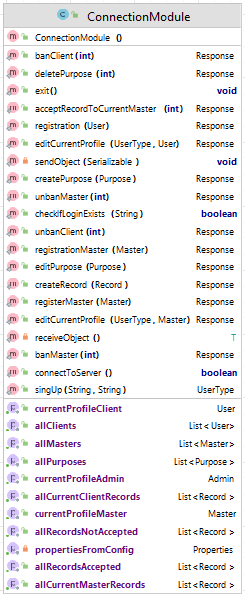 ConnectionModule
ConnectionModule ()
banClient (int) Response
deletePurpose (int) Response
exit() void
acceptRecordToCurrentMaster (int) Response
registration (User) Response
editCurrentProfile (UserType, User) Response
sendObject (Serializable ) void
createPurpose (Purpose ) Response
unbanMaster(int) Response
checkIfLoginExists (String ) boolean
unbanClient (int) Response
registrationMaster (Master) Response
editPurpose (Purpose ) Response
createRecord (Record ) Response
registerMaster (Master) Response
editCurrentProfile (UserType, Master) Response
receiveObject () T
banMaster(int) Response
connectToServer () boolean
singUp(String , String ) UserType
currentProfileClient User
allClients List < User>
allMasters List < Master>
allPurposes List < Purpose >
currentProfileAdmin Admin
allCurrentClientRecords List < Record >
currentProfileMaster Master
allRecordsNotAccepted List < Record >
propertiesFromConfig Properties
allRecordsAccepted List < Record >
allCurrentMasterRecords List < Record >